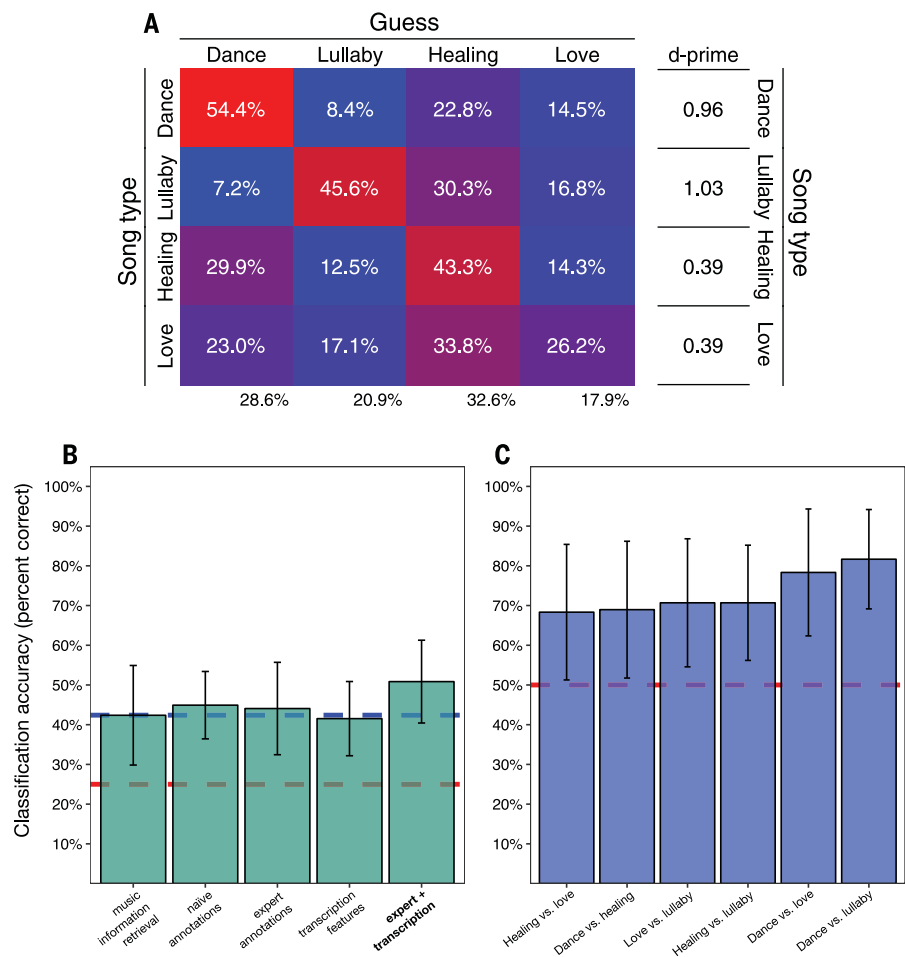 A
Guess
Dance Lullaby Healing Love d-prime
Song type
Dance 54.4% 8.4% 22.8% 14.5% 0.96 Dance
Lullaby 7.2% 45.6% 30.3% 16.8% 1.03 Lullaby
Healing 29.9% 12.5% 43.3% 14.3% 0.39 Healing
Love 23.0% 17.1% 33.8% 26.2% 0.39 Love
Song type
28.6% 20.9% 32.6% 17.9%
B
Classification accuracy (percent correct)
100%
90%
80%
70%
60%
50%
40%
30%
20%
10%
music
information
retrieval
naïve
annotations
expert
annotations
transcription
features
expert +
transcription
C
100%
90%
80%
70%
60%
50%
40%
30%
20%
10%
Healing vs. love
Dance vs. healing
Love vs. lullaby
Healing vs. lullaby
Dance vs. love
Dance vs. lullaby